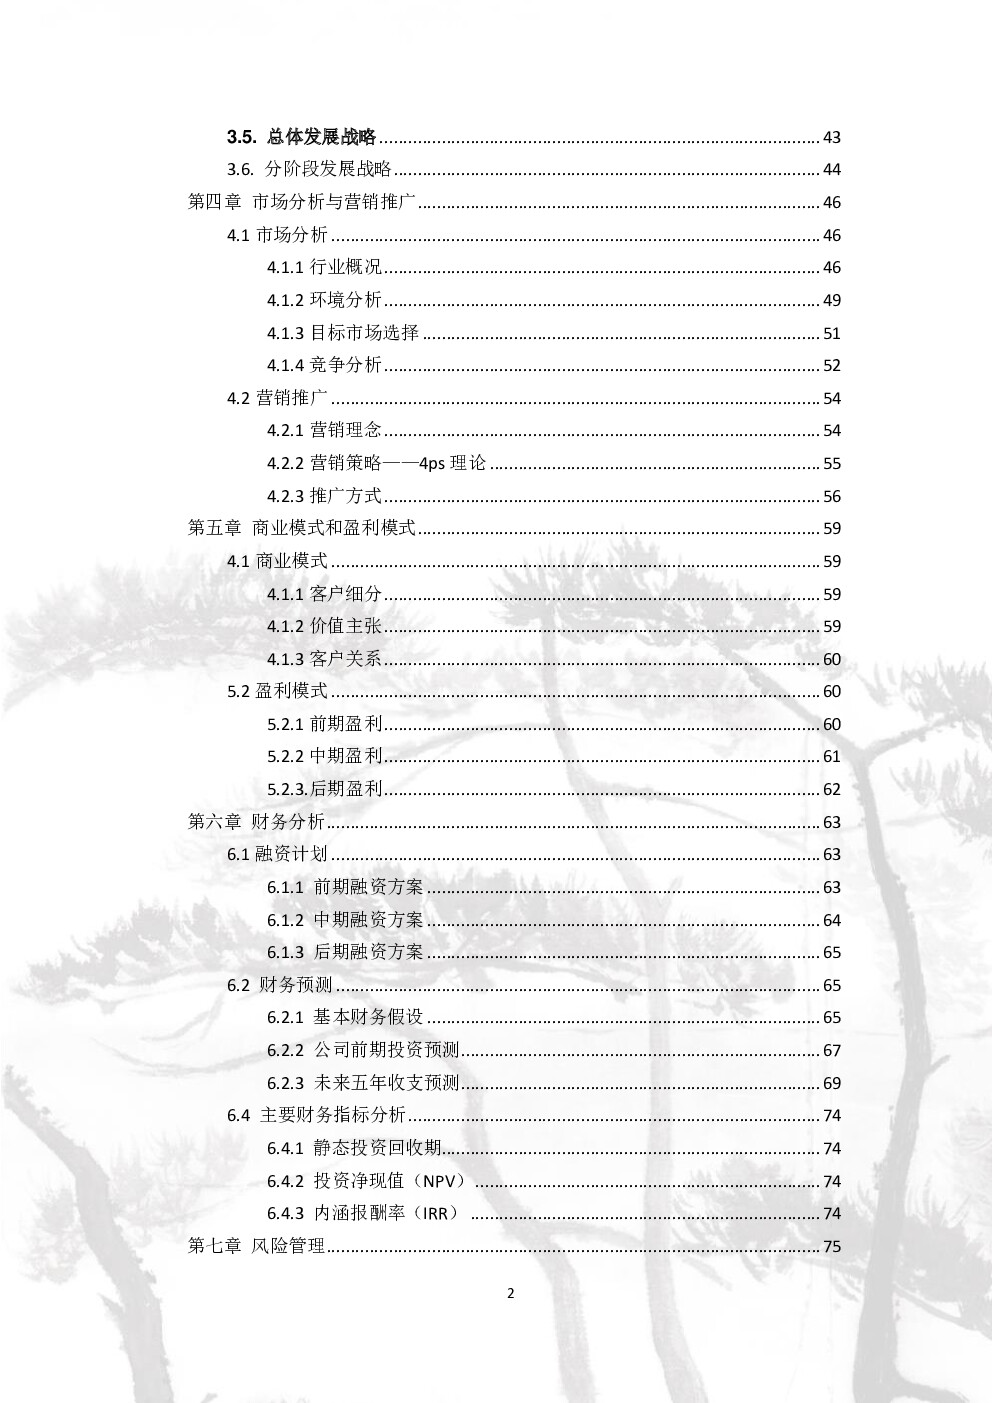 3.5. 总体发展战略........43
3.6. 分阶段发展战略........44
第四章 市场分析与营销推广........46
4.1 市场分析........46
4.1.1 行业概况........46
4.1.2 环境分析........49
4.1.3 目标市场选择........51
4.1.4 竞争分析........52
4.2 营销推广........54
4.2.1 营销理念........54
4.2.2 营销策略——4ps 理论........55
4.2.3 推广方式........56
第五章 商业模式和盈利模式........59
4.1 商业模式........59
4.1.1 客户细分........59
4.1.2 价值主张........59
4.1.3 客户关系........60
5.2 盈利模式........60
5.2.1 前期盈利........60
5.2.2 中期盈利........61
5.2.3.后期盈利........62
第六章 财务分析........63
6.1 融资计划........63
6.1.1 前期融资方案........63
6.1.2 中期融资方案........64
6.1.3 后期融资方案........65
6.2 财务预测........65
6.2.1 基本财务假设........65
6.2.2 公司前期投资预测........67
6.2.3 未来五年收支预测........69
6.4 主要财务指标分析........74
6.4.1 静态投资回收期........74
6.4.2 投资净现值（NPV）........74
6.4.3 内涵报酬率（IRR）........74
第七章 风险管理........75
2